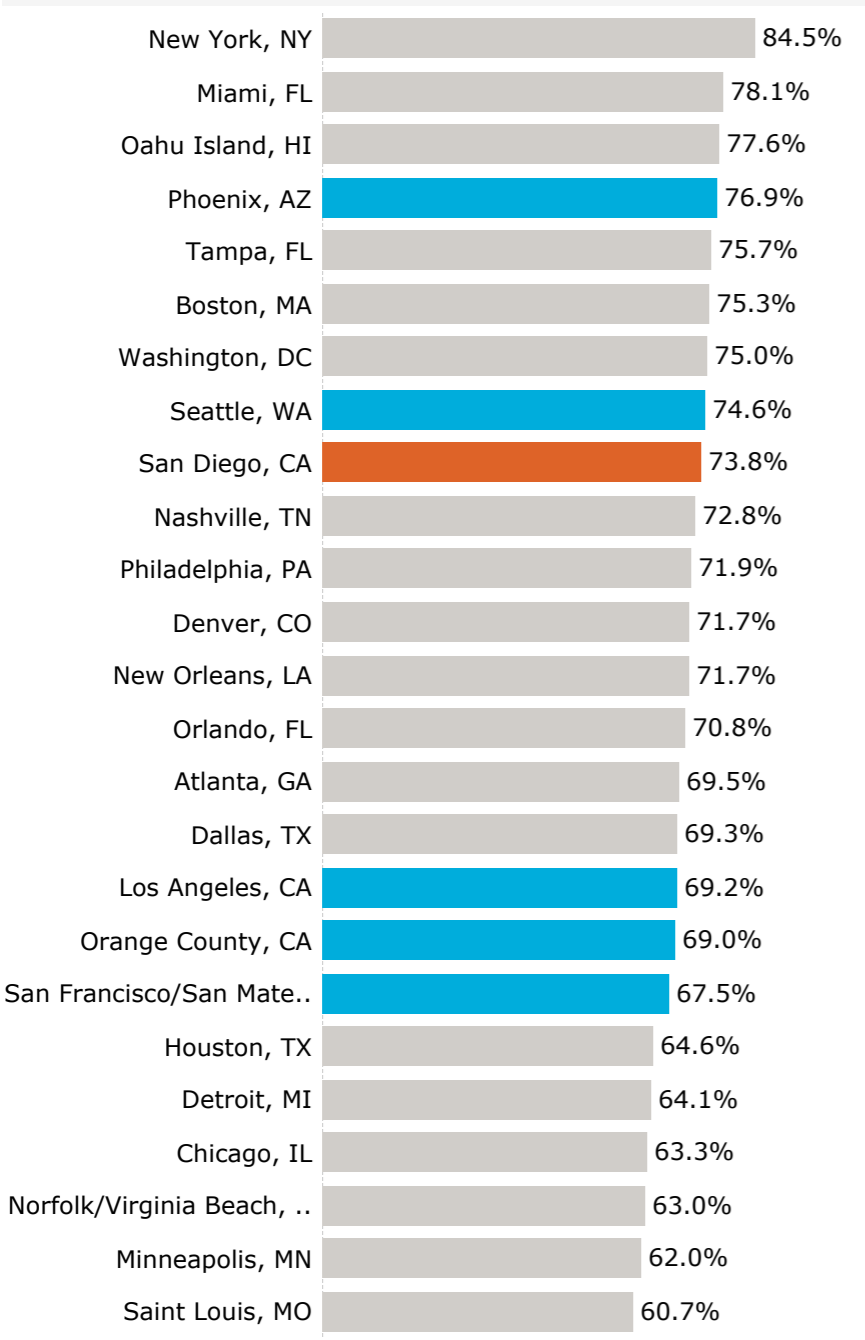 New York, NY 84.5%
Miami, FL 78.1%
Oahu Island, HI 77.6%
Phoenix, AZ 76.9%
Tampa, FL 75.7%
Boston, MA 75.3%
Washington, DC 75.0%
Seattle, WA 74.6%
San Diego, CA 73.8%
Nashville, TN 72.8%
Philadelphia, PA 71.9%
Denver, CO 71.7%
New Orleans, LA 71.7%
Orlando, FL 70.8%
Atlanta, GA 69.5%
Dallas, TX 69.3%
Los Angeles, CA 69.2%
Orange County, CA 69.0%
San Francisco/San Mate.. 67.5%
Houston, TX 64.6%
Detroit, MI 64.1%
Chicago, IL 63.3%
Norfolk/Virginia Beach, .. 63.0%
Minneapolis, MN 62.0%
Saint Louis, MO 60.7%